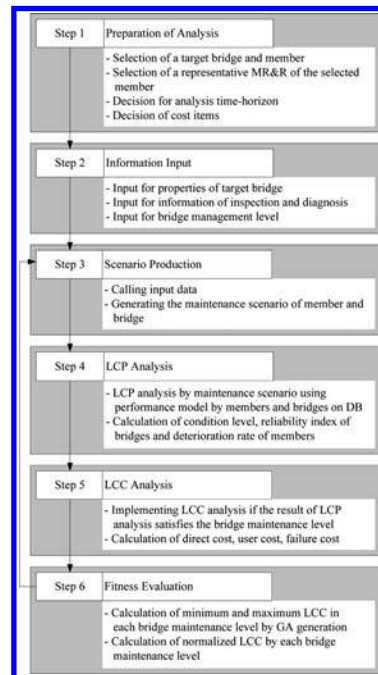 Step 1 Preparation of Analysis
- Selection of a target bridge and member
- Selection of a representative MR&R of the selected
member
- Decision for analysis time-horizon
- Decision of cost items
Step 2 Information Input
- Input for properties of target bridge
- Input for information of inspection and diagnosis
- Input for bridge management level
Step 3 Scenario Production
- Calling input data
- Generating the maintenance scenario of member and
bridge
Step 4 LCP Analysis
- LCP analysis by maintenance scenario using
performance model by members and bridges on DB
- Calculation of condition level, reliability index of
bridges and deterioration rate of members
Step 5 LCC Analysis
- Implementing LCC analysis if the result of LCP
analysis satisfies the bridge maintenance level
- Calculation of direct cost, user cost, failure cost
Step 6 Fitness Evaluation
- Calculation of minimum and maximum LCC in
each bridge maintenance level by GA generation
- Calculation of normalized LCC by each bridge
maintenance level